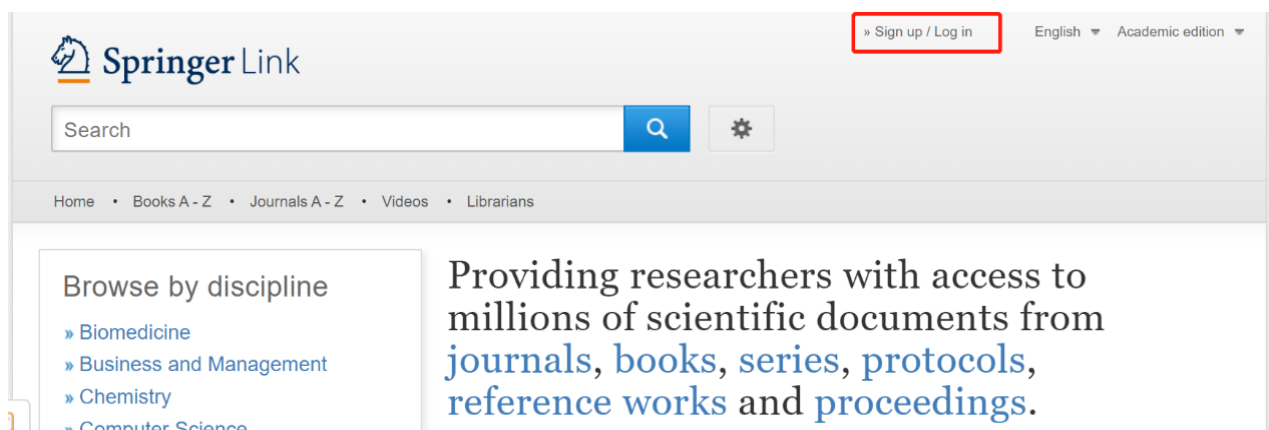 » Sign up / Log in English Academic edition
Springer Link
Search
Home • Books A - Z • Journals A - Z • Videos • Librarians
Browse by discipline
» Biomedicine
» Business and Management
» Chemistry
» Computer Science
Providing researchers with access to
millions of scientific documents from
journals, books, series, protocols,
reference works and proceedings.